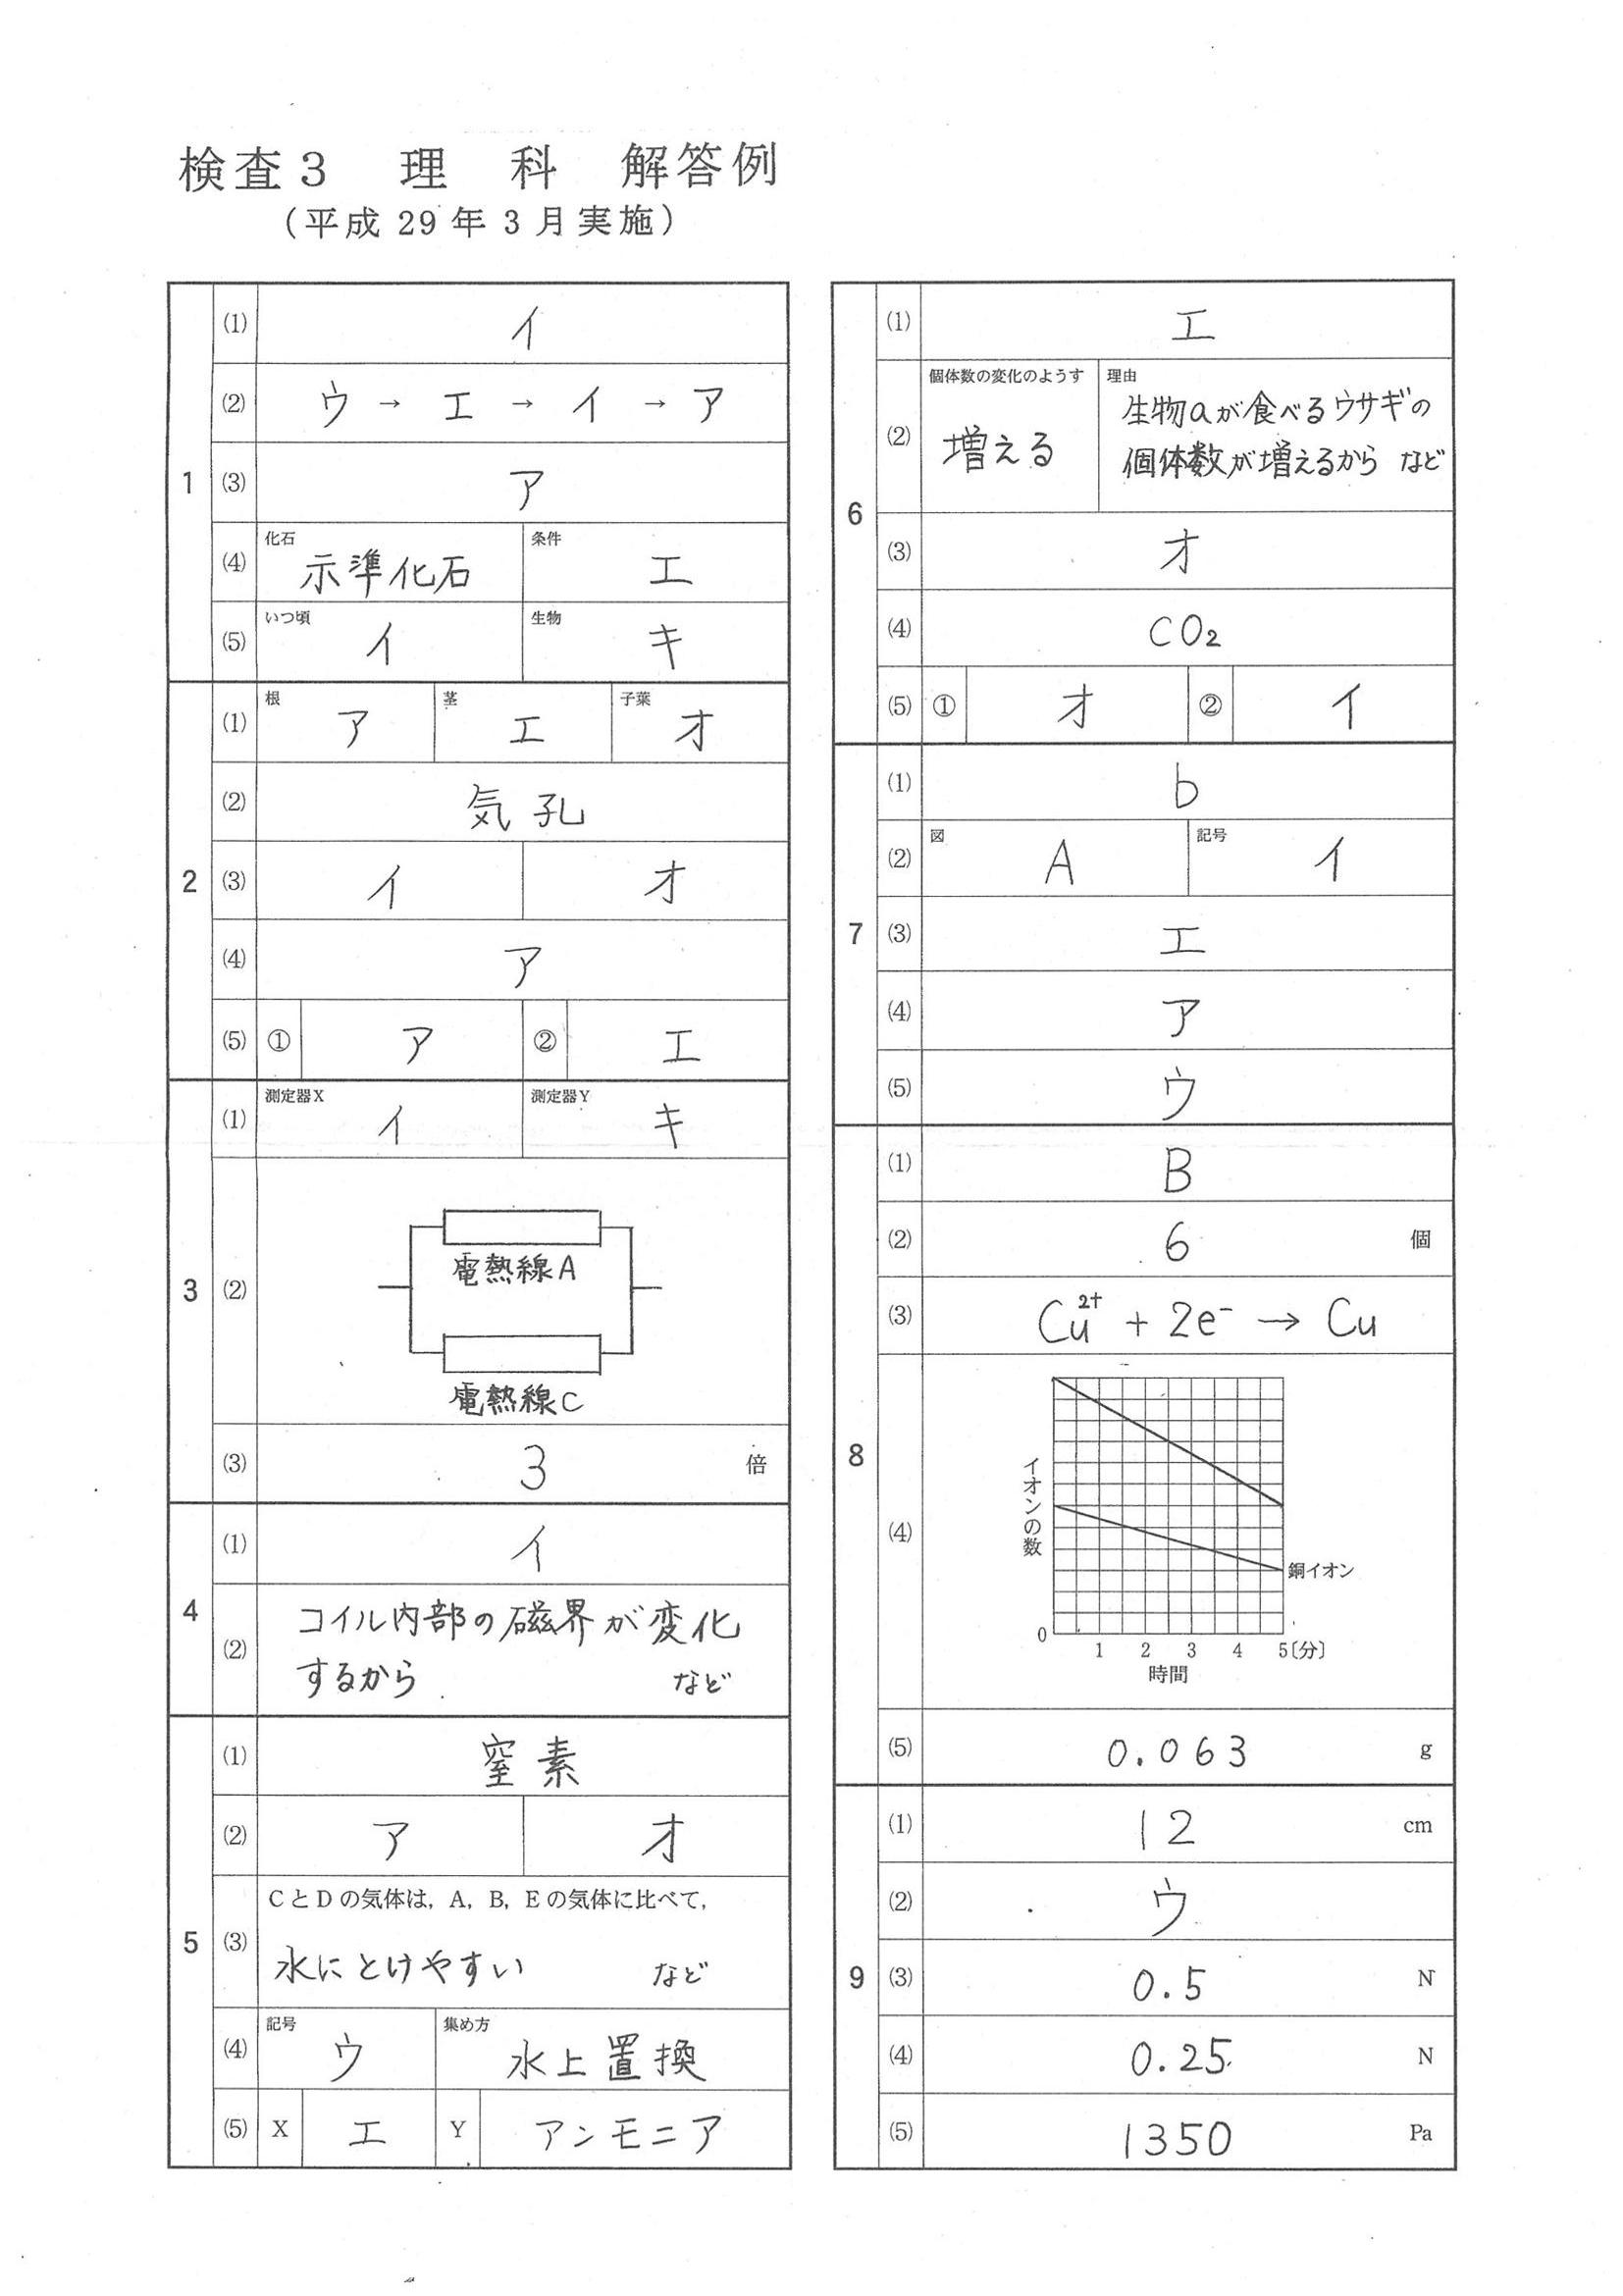 検査3 理 科 解答例
(平成 29 年 3 月実施)
1
(1) イ
(2) ウ → エ → イ → ア
(3) ア
(4) 化石 示準化石 条件 エ
(5) いつ頃 イ 生物 キ
2
(1) 根 ア 茎 エ 子葉 オ
(2) 気孔
(3) イ オ
(4) ア
(5) ① ア ② エ
3
(1) 測定器X イ 測定器Y キ
(2)
電熱線A
電熱線C
(3) 3 倍
4
(1) イ
(2) コイル内部の磁界が変化
するから など
5
(1) 窒素
(2) ア オ
(3) CとDの気体は，A，B，Eの気体に比べて，
水にとけやすい など
(4) 記号 ウ 集め方 水上置換
(5) X エ Y アンモニア
6
(1) エ
(2) 個体数の変化のようす 増える 理由 生物aが食べるウサギの
個体数が増えるから など
(3) オ
(4) CO₂
(5) ① オ ② イ
7
(1) b
(2) 図 A 記号 イ
(3) エ
(4) ア
(5) ウ
8
(1) B
(2) 6 個
(3) Cu²⁺ + 2e⁻ → Cu
(4)
イオンの数
銅イオン
0 1 2 3 4 5〔分〕
時間
(5) 0.063 g
9
(1) 12 cm
(2) ウ
(3) 0.5 N
(4) 0.25 N
(5) 1350 Pa